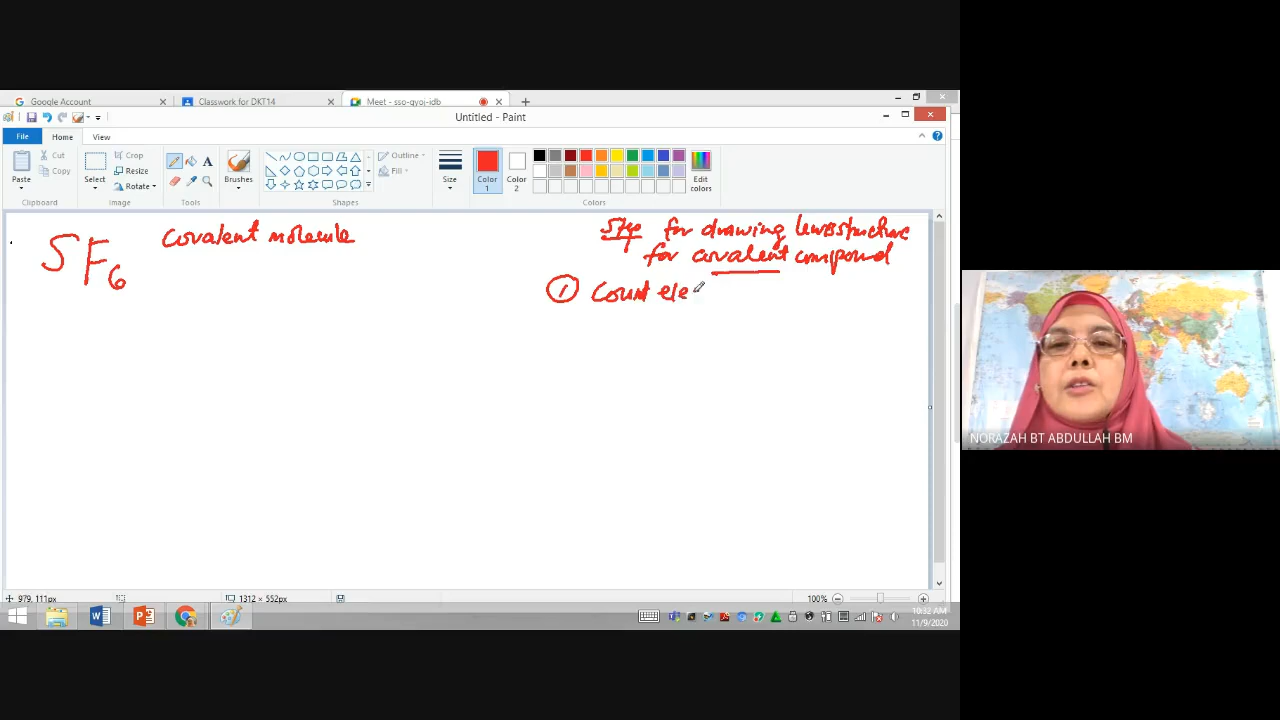 Google Account
Classwork for DKT14
Meet - sso-qyoj-idb
Untitled - Paint
File
Home
View
Paste
Cut
Copy
Clipboard
Select
Crop
Resize
Rotate
Image
Tools
Brushes
Shapes
Outline
Fill
Size
Color
1
Color
2
Edit
colors
Colors
SF6
Covalent molecule
Step for drawing lewis structure
for covalent compound
① Count ele
NORAZAH BT ABDULLAH BM
979, 111px
1312 × 552px
100%
10:32 AM
11/9/2020